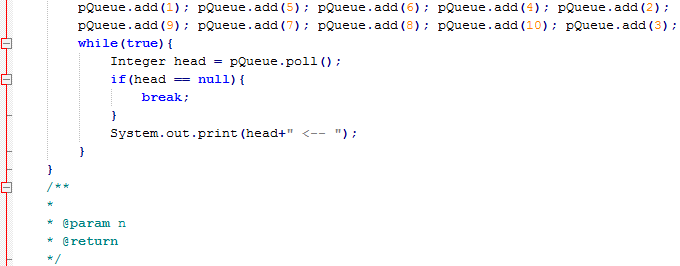 pQueue.add(1); pQueue.add(5); pQueue.add(6); pQueue.add(4); pQueue.add(2);
pQueue.add(9); pQueue.add(7); pQueue.add(8); pQueue.add(10); pQueue.add(3);
while(true){
Integer head = pQueue.poll();
if(head == null){
break;
}
System.out.print(head+" <-- ");
}
}
/**
*
* @param n
* @return
*/